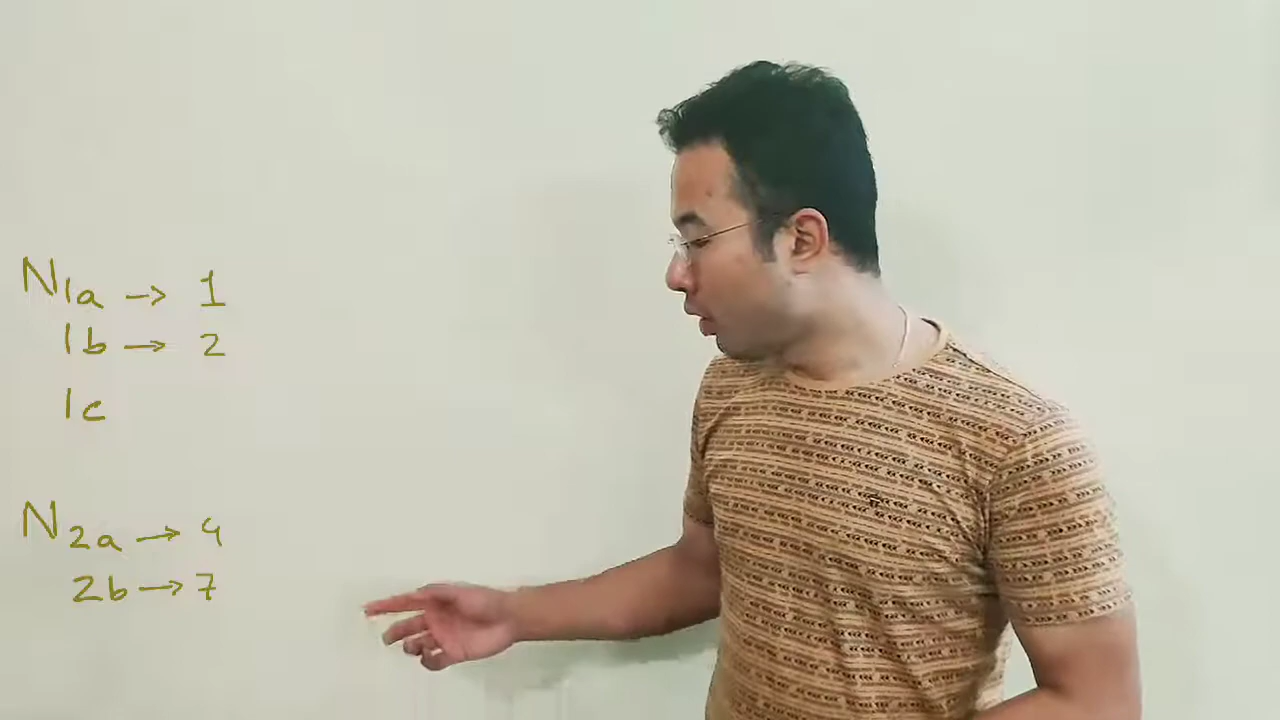 N1a → 1
1b → 2
1c
N2a → 4
2b → 7